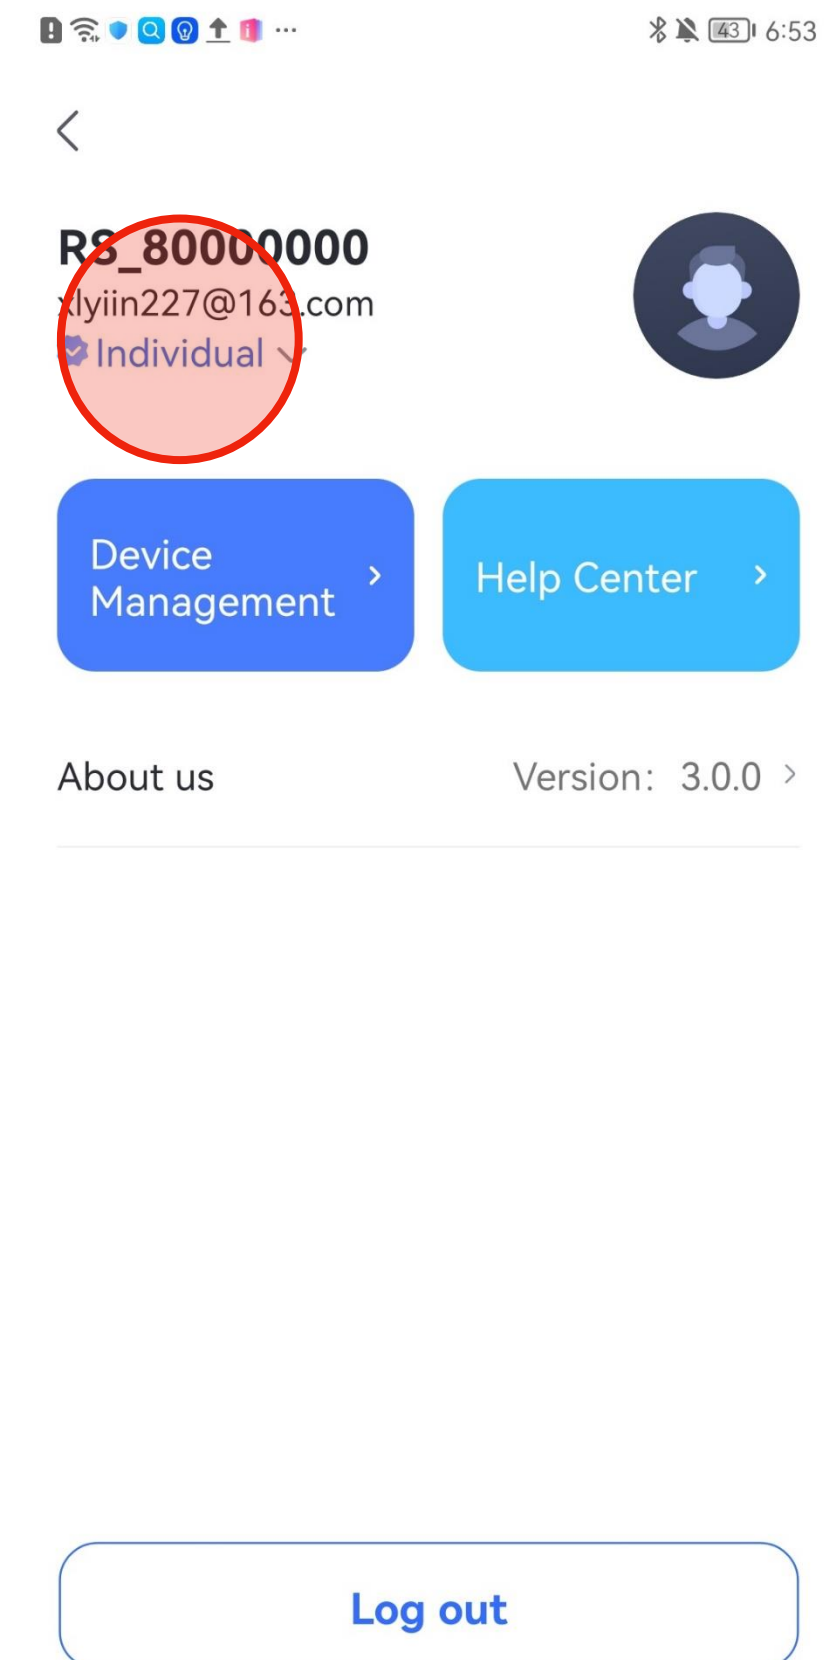 43 6:53
RS_80000000
xlyiin227@163.com
Individual
Device
Management
Help Center
About us
Version: 3.0.0
Log out